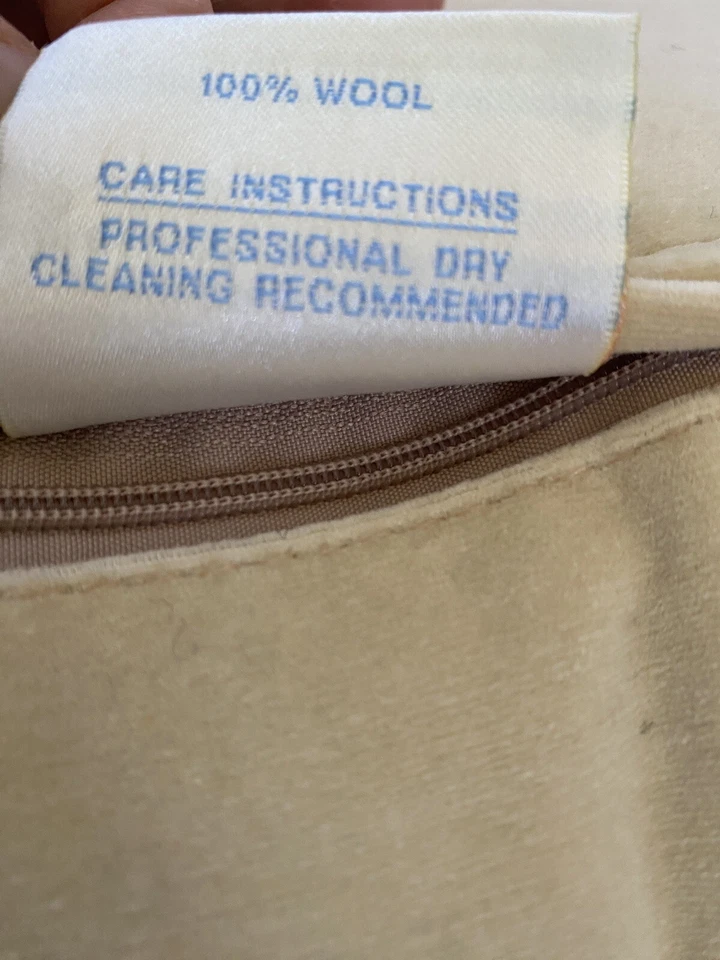 100% WOOL
CARE INSTRUCTIONS
PROFESSIONAL DRY
CLEANING RECOMMENDED